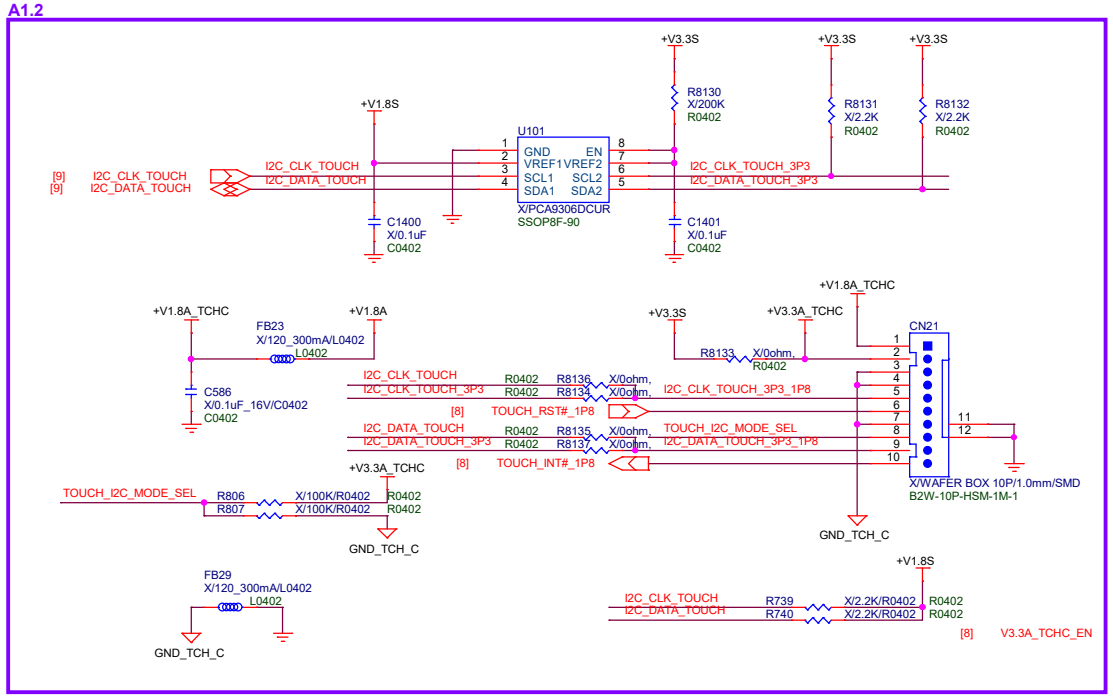 A1.2
+V3.3S
+V3.3S
+V3.3S
R8130
X/200K
R0402
R8131
X/2.2K
R0402
R8132
X/2.2K
R0402
+V1.8S
U101
1 GND EN 8
2 VREF1 VREF2 7
3 SCL1 SCL2 6
4 SDA1 SDA2 5
X/PCA9306DCUR
SSOP8F-90
[9] I2C_CLK_TOUCH I2C_CLK_TOUCH I2C_CLK_TOUCH_3P3
[9] I2C_DATA_TOUCH I2C_DATA_TOUCH I2C_DATA_TOUCH_3P3
C1400
X/0.1uF
C0402
C1401
X/0.1uF
C0402
+V1.8A_TCHC
+V1.8A
FB23
X/120_300mA/L0402
L0402
C586
X/0.1uF_16V/C0402
C0402
+V3.3S
+V3.3A_TCHC
+V1.8A_TCHC
R8133 X/0ohm,
R0402
CN21
1
2
3
4
5
6
7
8
9
10
11
12
X/WAFER BOX 10P/1.0mm/SMD
B2W-10P-HSM-1M-1
I2C_CLK_TOUCH R0402 R8136 X/0ohm,
I2C_CLK_TOUCH_3P3 R0402 R8134 X/0ohm, I2C_CLK_TOUCH_3P3_1P8
[8] TOUCH_RST#_1P8
I2C_DATA_TOUCH R0402 R8135 X/0ohm, TOUCH_I2C_MODE_SEL
I2C_DATA_TOUCH_3P3 R0402 R8137 X/0ohm, I2C_DATA_TOUCH_3P3_1P8
[8] TOUCH_INT#_1P8
+V3.3A_TCHC
TOUCH_I2C_MODE_SEL R806 X/100K/R0402 R0402
R807 X/100K/R0402 R0402
GND_TCH_C
GND_TCH_C
FB29
X/120_300mA/L0402
L0402
GND_TCH_C
+V1.8S
I2C_CLK_TOUCH R739 X/2.2K/R0402 R0402
I2C_DATA_TOUCH R740 X/2.2K/R0402 R0402
[8] V3.3A_TCHC_EN